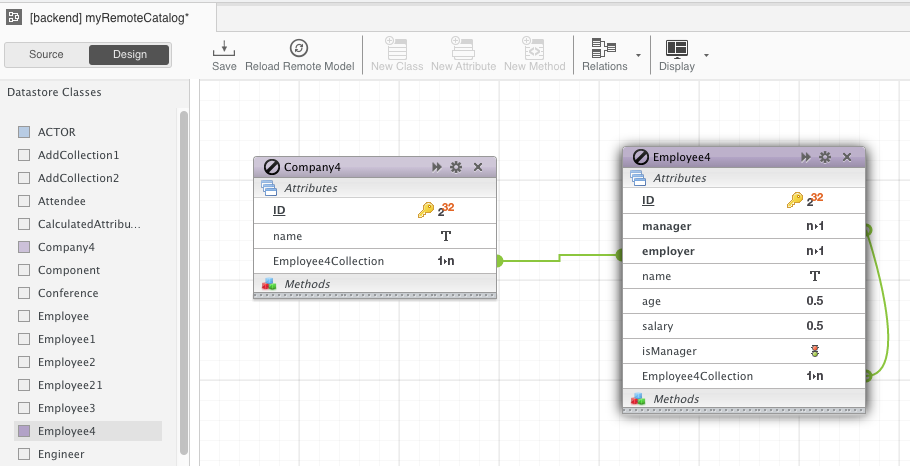 [backend] myRemoteCatalog*
Source
Design
Save
Reload Remote Model
New Class
New Attribute
New Method
Relations
Display
Datastore Classes
ACTOR
AddCollection1
AddCollection2
Attendee
CalculatedAttribu...
Company4
Component
Conference
Employee
Employee1
Employee2
Employee21
Employee3
Employee4
Engineer
Company4
Attributes
ID 2^32
name T
Employee4Collection 1▸n
Methods
Employee4
Attributes
ID 2^32
manager n▸1
employer n▸1
name T
age 0.5
salary 0.5
isManager
Employee4Collection 1▸n
Methods